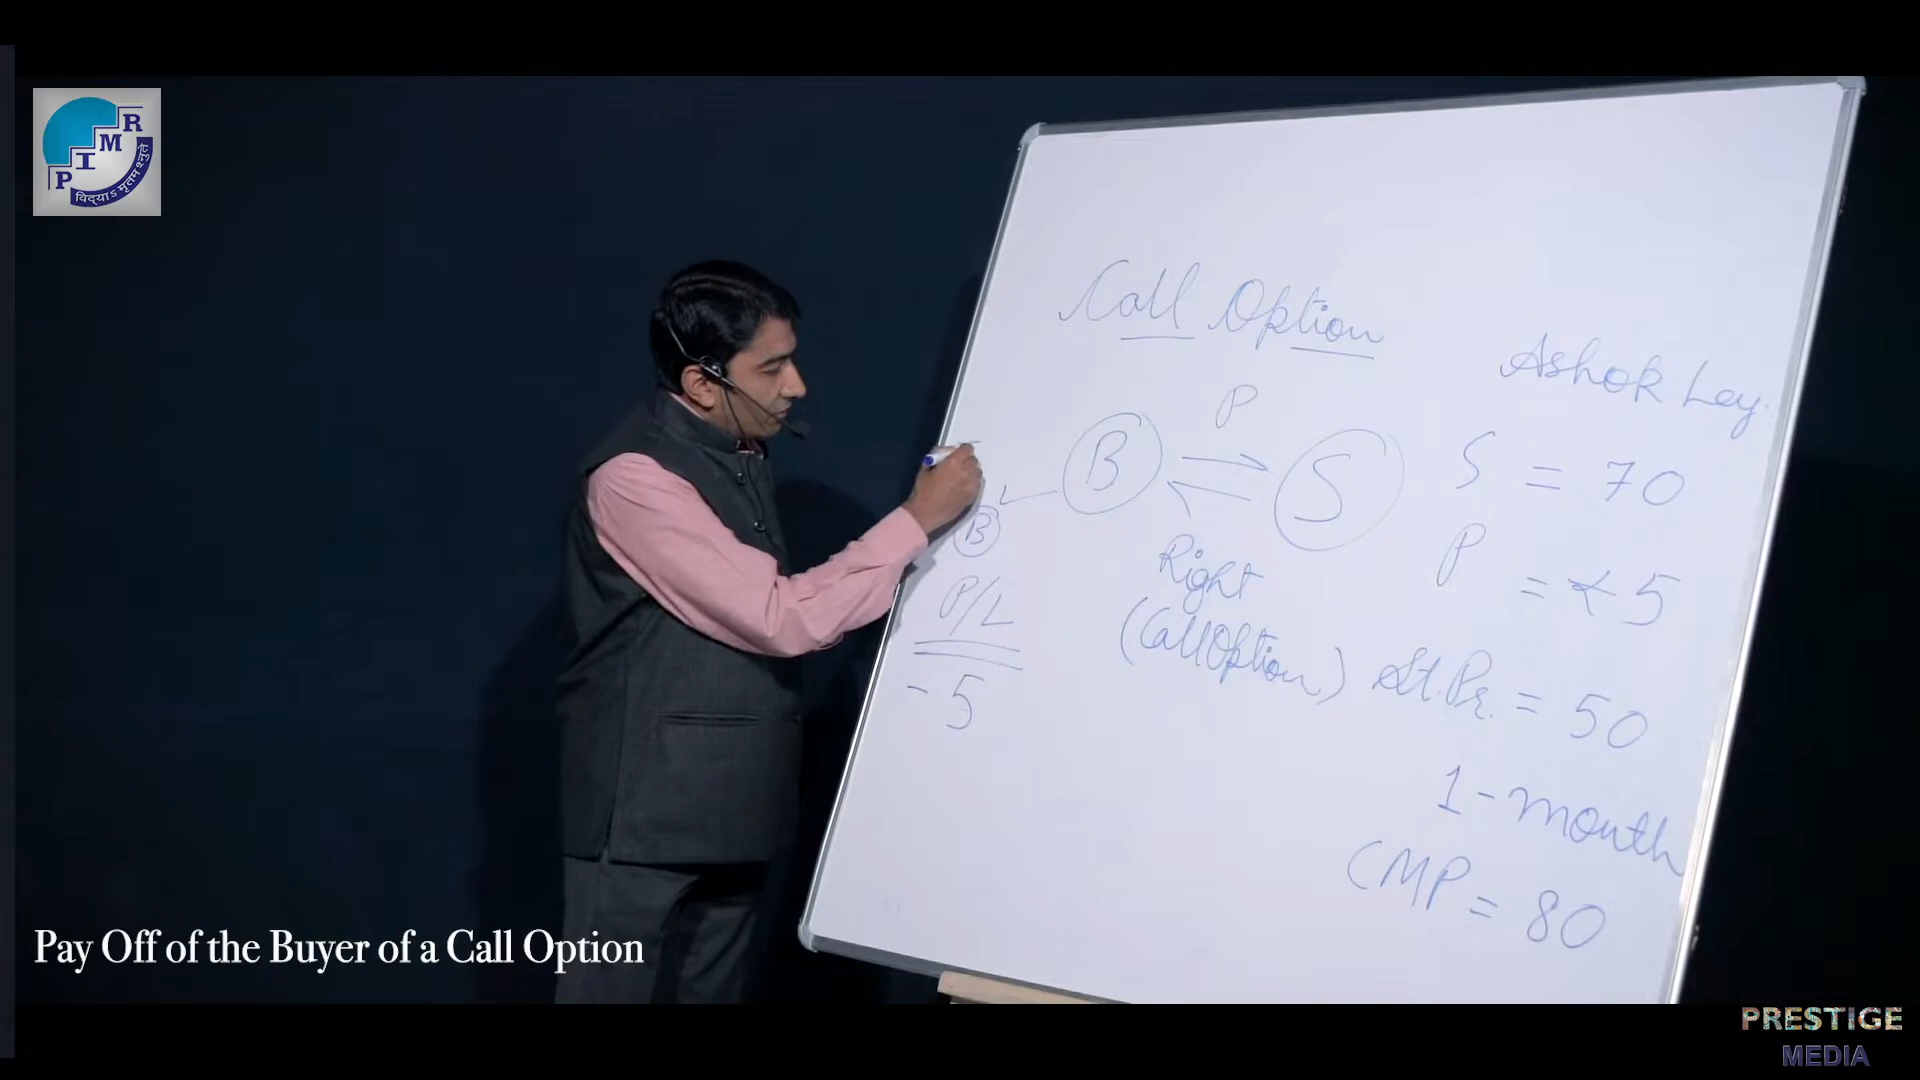 P I M R
विद्याऽ मृतम श्नुते
Call Option
Ashok Ley.
P
B
S
S = 70
B
P = ₹ 5
Right
P/L
(Call Option)
St. Pr. = 50
- 5
1-month
CMP = 80
Pay Off of the Buyer of a Call Option
PRESTIGE
MEDIA